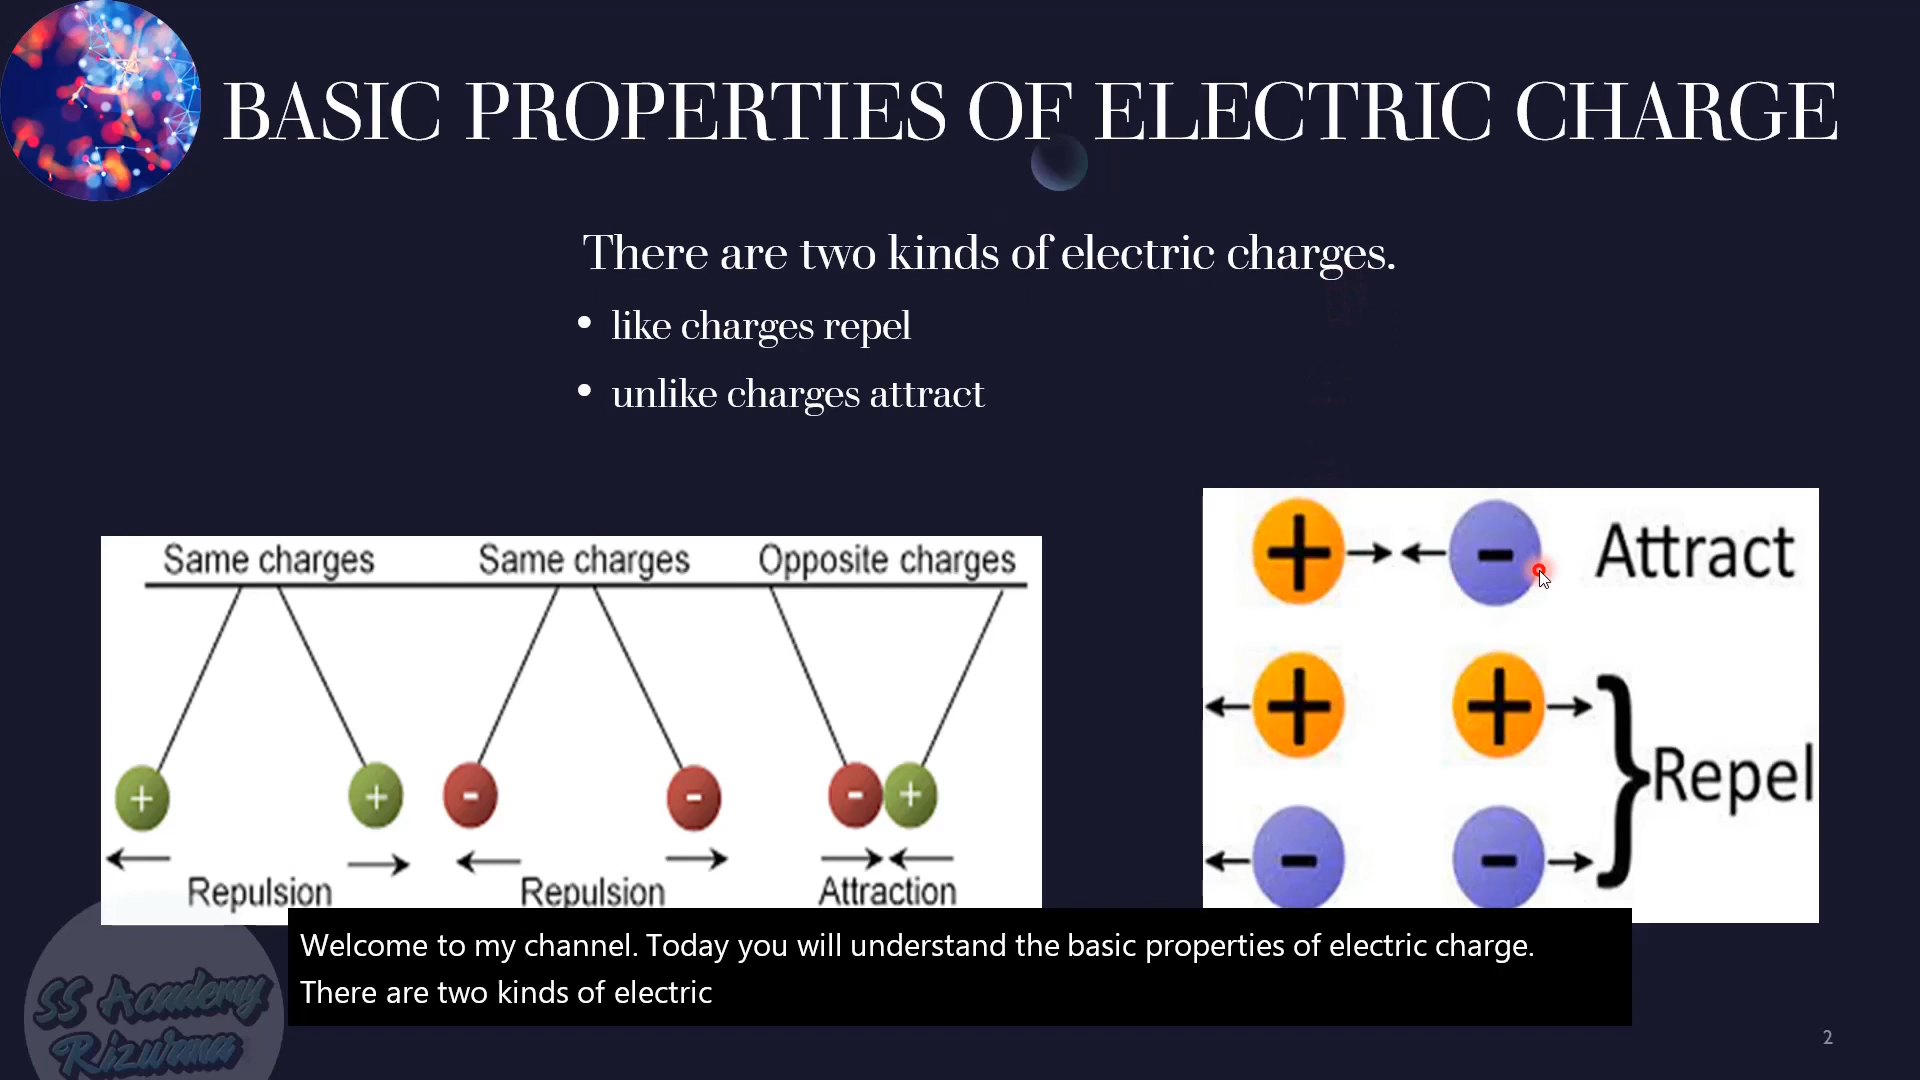 BASIC PROPERTIES OF ELECTRIC CHARGE
There are two kinds of electric charges.
• like charges repel
• unlike charges attract
Same charges Same charges Opposite charges
+ + - - - +
Repulsion Repulsion Attraction
+ - Attract
+ +
Repel
- -
Welcome to my channel. Today you will understand the basic properties of electric charge.
There are two kinds of electric
SS Academy
Rizwana
2